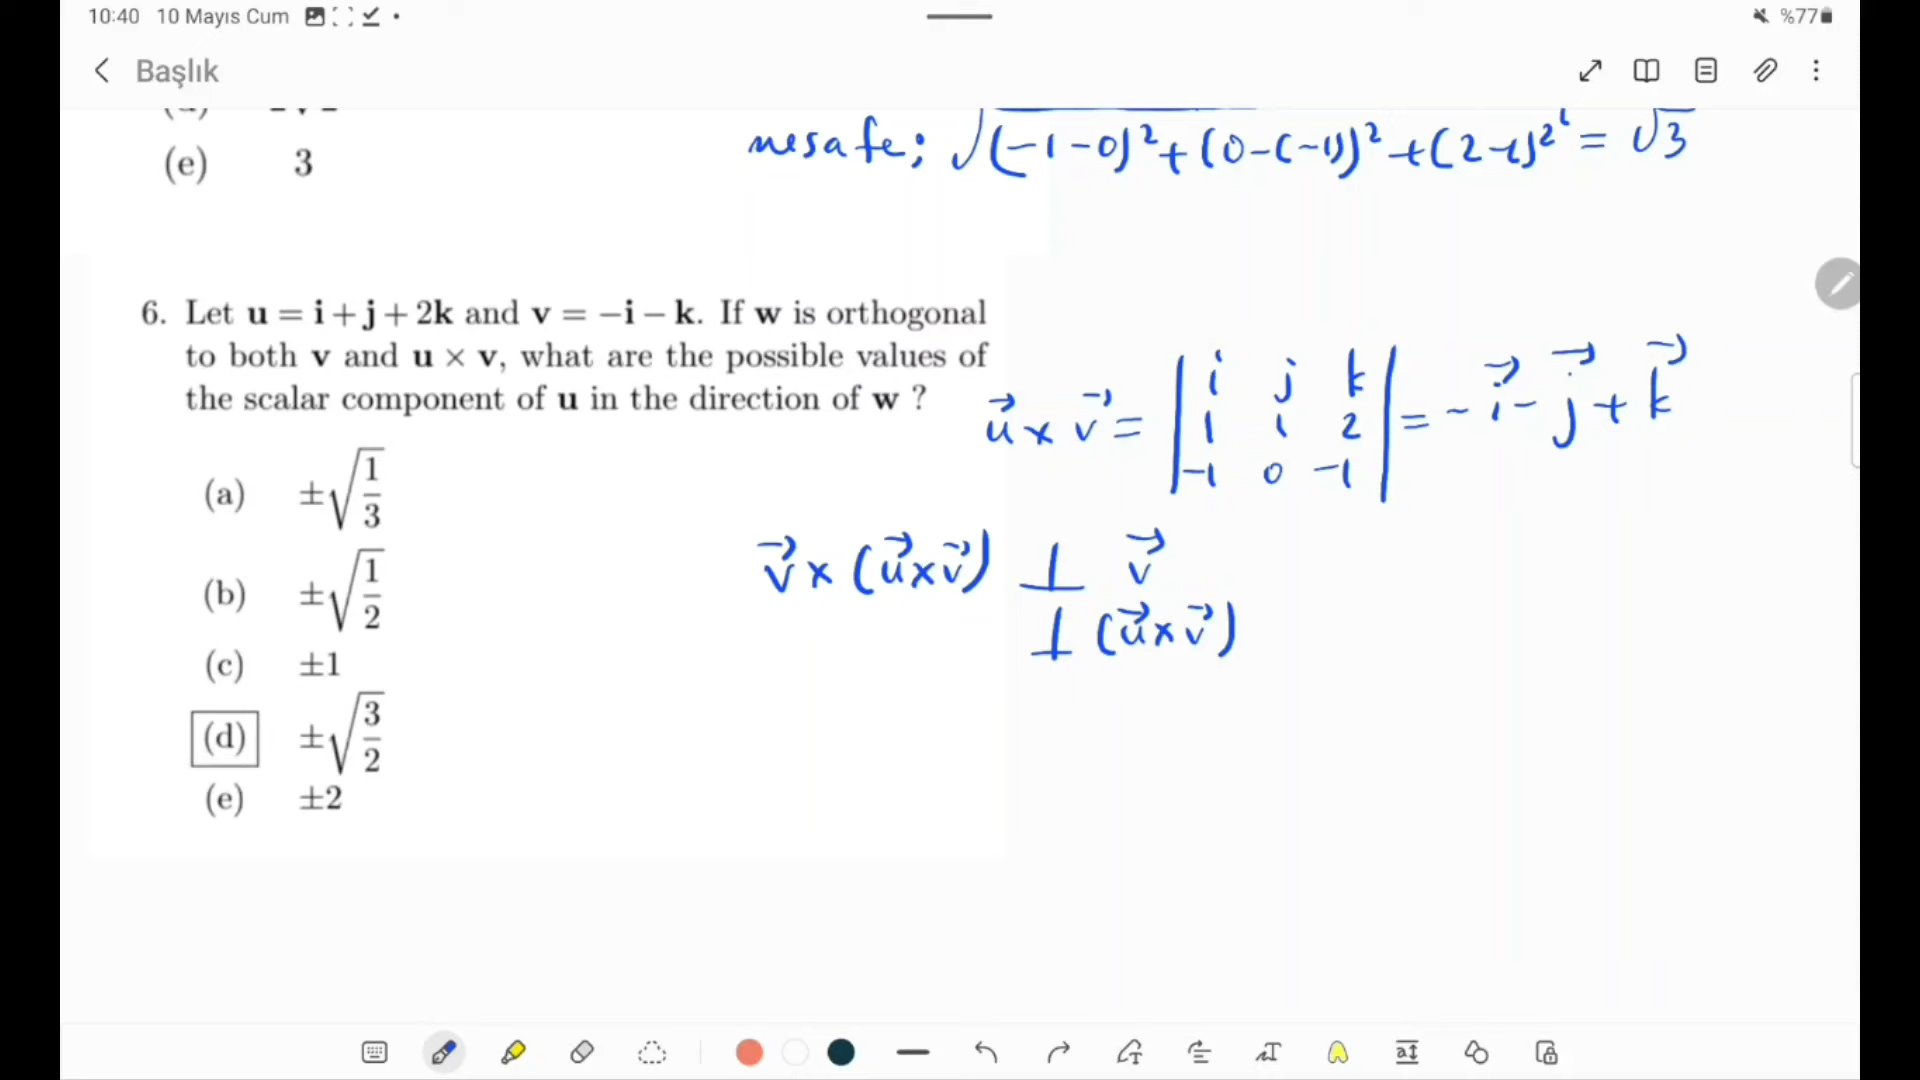 10:40 10 Mayıs Cum
%77
Başlık
(e) 3
mesafe; √(-1-0)²+(0-(-1))²+(2-1)² = √3
6. Let u = i + j + 2k and v = −i − k. If w is orthogonal
to both v and u × v, what are the possible values of
the scalar component of u in the direction of w ?
u⃗ x v⃗ = | i j k |
| 1 1 2 |
| -1 0 -1 | = -i⃗ - j⃗ + k⃗
(a) ±√(1/3)
(b) ±√(1/2)
(c) ±1
(d) ±√(3/2)
(e) ±2
v⃗ x (u⃗ x v⃗) ⊥ v⃗
⊥ (u⃗ x v⃗)